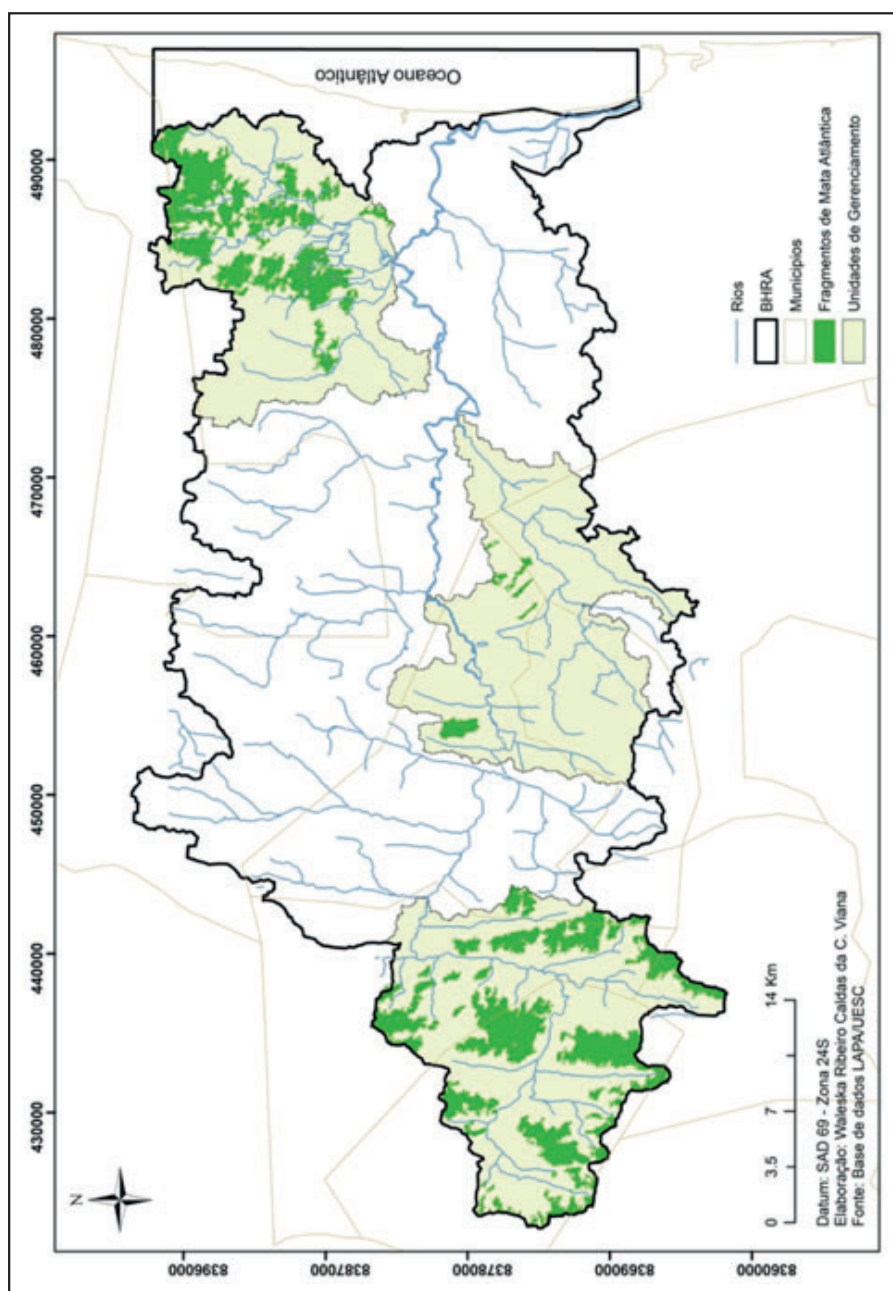 430000
440000
450000
460000
470000
480000
490000
8396000
8387000
8378000
8369000
8360000
N
Oceano Atlântico
Rios
BHRA
Municípios
Fragmentos de Mata Atlântica
Unidades de Gerenciamento
0 3.5 7 14 Km
Datum: SAD 69 - Zona 24S
Elaboração: Waleska Ribeiro Caldas da C. Viana
Fonte: Base de dados LAPA/UESC